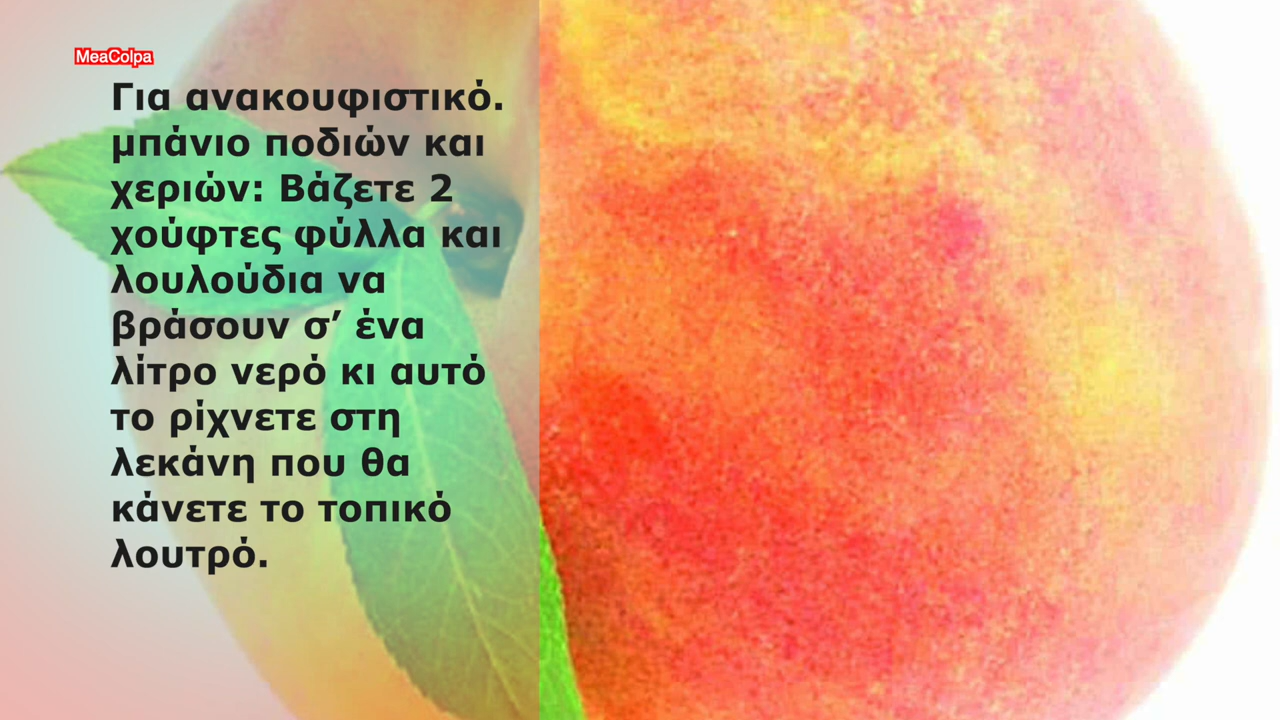 MeaColpa
Για ανακουφιστικό.
μπάνιο ποδιών και
χεριών: Βάζετε 2
χούφτες φύλλα και
λουλούδια να
βράσουν σ’ ένα
λίτρο νερό κι αυτό
το ρίχνετε στη
λεκάνη που θα
κάνετε το τοπικό
λουτρό.